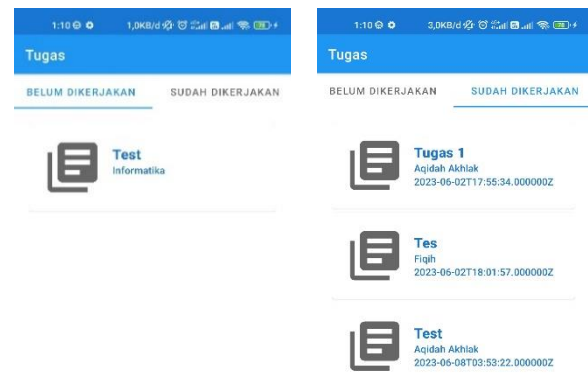 1:10
1,0KB/d
Tugas
BELUM DIKERJAKAN
SUDAH DIKERJAKAN
Test
Informatika
1:10
3,0KB/d
Tugas
BELUM DIKERJAKAN
SUDAH DIKERJAKAN
Tugas 1
Aqidah Akhlak
2023-06-02T17:55:34.000000Z
Tes
Fiqih
2023-06-02T18:01:57.000000Z
Test
Aqidah Akhlak
2023-06-08T03:53:22.000000Z